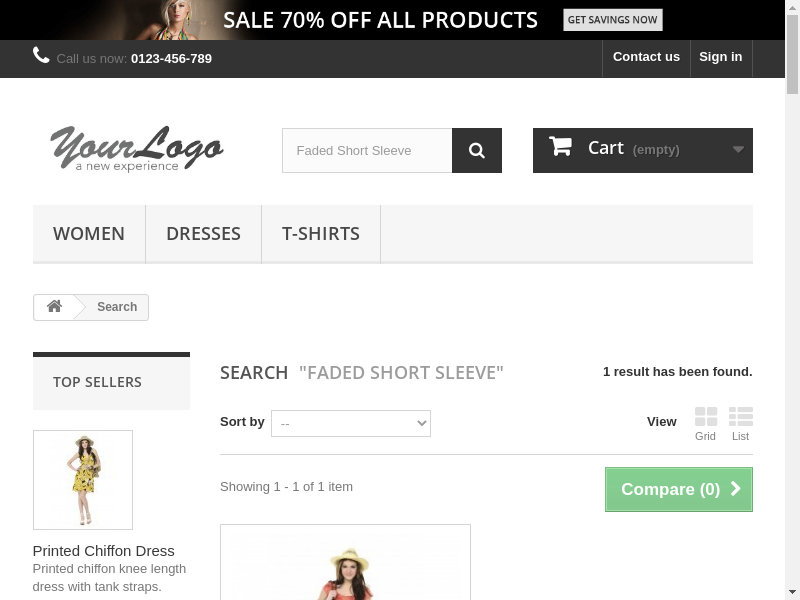 SALE 70% OFF ALL PRODUCTS GET SAVINGS NOW
Call us now: 0123-456-789 Contact us Sign in
YourLogo
a new experience
Faded Short Sleeve
Cart (empty)
WOMEN DRESSES T-SHIRTS
Search
TOP SELLERS
Printed Chiffon Dress
Printed chiffon knee length
dress with tank straps.
SEARCH "FADED SHORT SLEEVE" 1 result has been found.
Sort by -- View Grid List
Showing 1 - 1 of 1 item Compare (0)